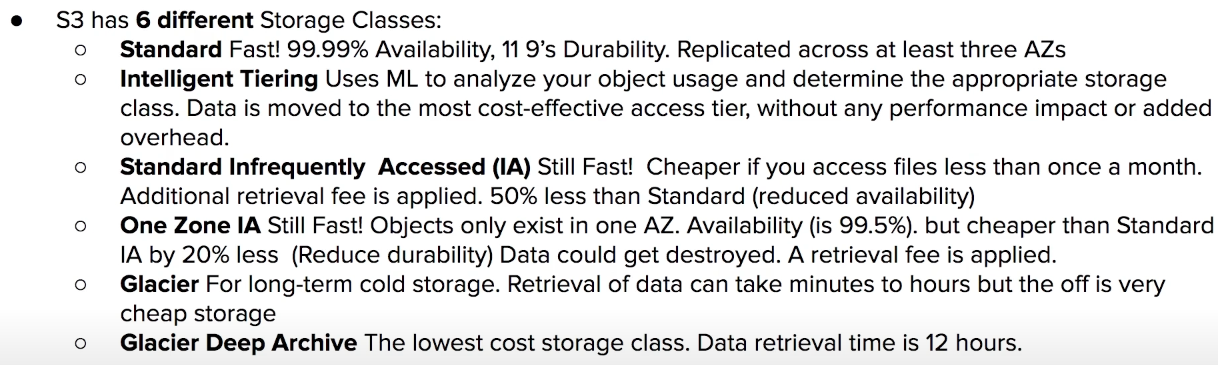 ● S3 has 6 different Storage Classes:
○ Standard Fast! 99.99% Availability, 11 9's Durability. Replicated across at least three AZs
○ Intelligent Tiering Uses ML to analyze your object usage and determine the appropriate storage
class. Data is moved to the most cost-effective access tier, without any performance impact or added
overhead.
○ Standard Infrequently Accessed (IA) Still Fast! Cheaper if you access files less than once a month.
Additional retrieval fee is applied. 50% less than Standard (reduced availability)
○ One Zone IA Still Fast! Objects only exist in one AZ. Availability (is 99.5%). but cheaper than Standard
IA by 20% less (Reduce durability) Data could get destroyed. A retrieval fee is applied.
○ Glacier For long-term cold storage. Retrieval of data can take minutes to hours but the off is very
cheap storage
○ Glacier Deep Archive The lowest cost storage class. Data retrieval time is 12 hours.